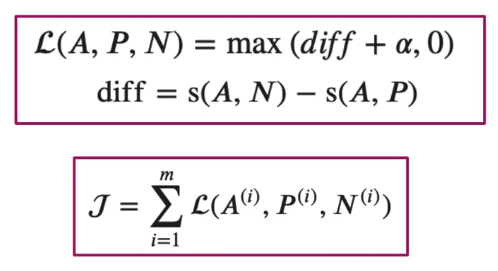 ℒ(A, P, N) = max (diff + α, 0)
diff = s(A, N) − s(A, P)
𝒥 = ∑_{i=1}^{m} ℒ(A^{(i)}, P^{(i)}, N^{(i)})